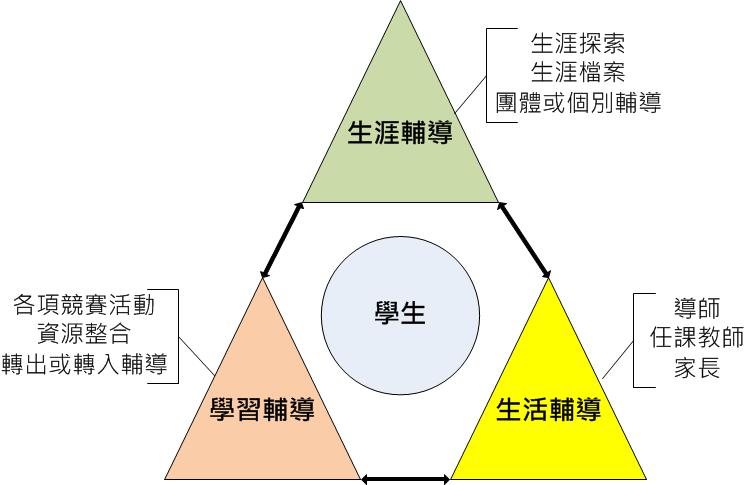 生涯探索
生涯檔案
團體或個別輔導
生涯輔導
學生
各項競賽活動
資源整合
轉出或轉入輔導
學習輔導
導師
任課教師
家長
生活輔導